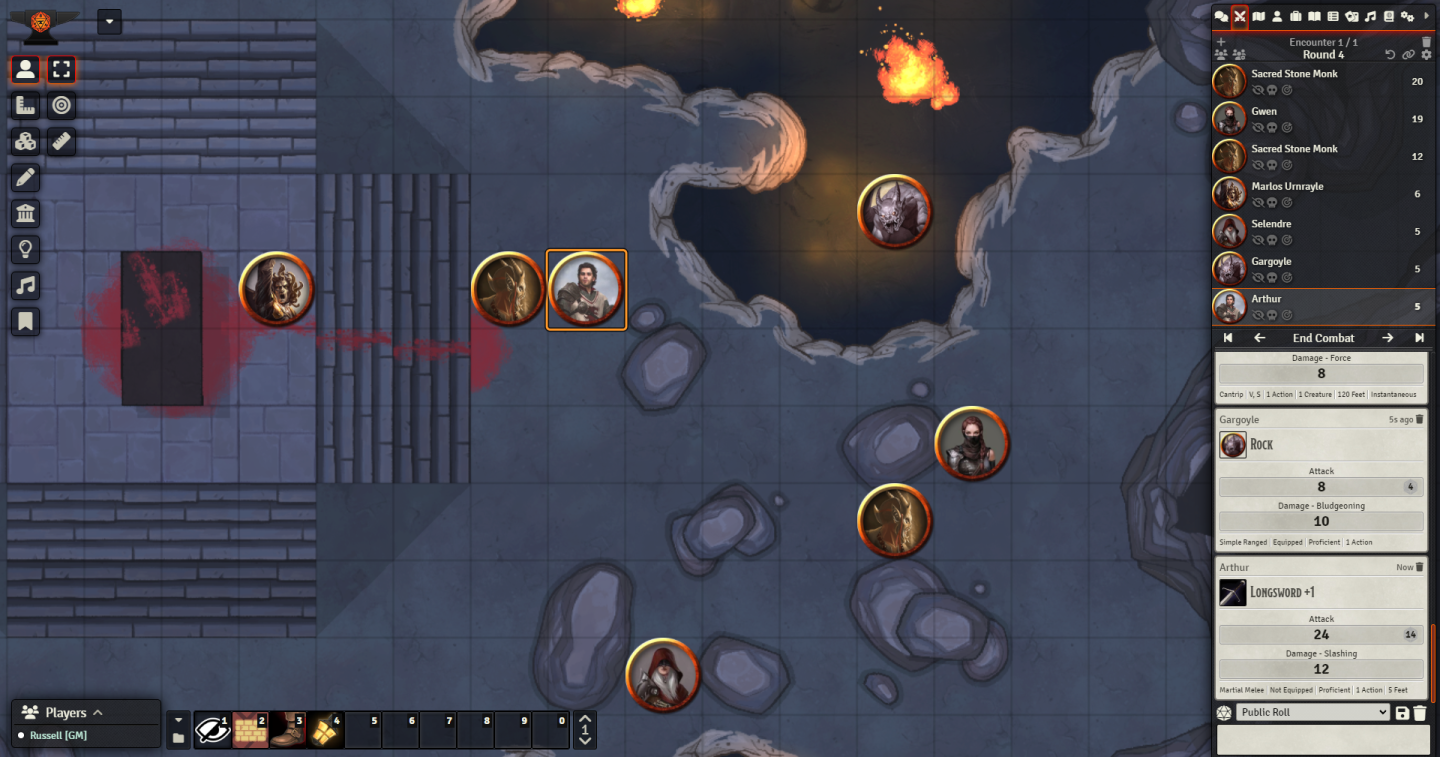 Encounter 1 / 1
Round 4
Sacred Stone Monk 20
Gwen 19
Sacred Stone Monk 12
Marlos Urnrayle 6
Selendre 5
Gargoyle 5
Arthur 5
End Combat
Damage - Force
8
Cantrip V, S 1 Action 1 Creature 120 Feet Instantaneous
Gargoyle 5s ago
Rock
Attack
8 4
Damage - Bludgeoning
10
Simple Ranged Equipped Proficient 1 Action
Arthur Now
Longsword +1
Attack
24 14
Damage - Slashing
12
Martial Melee Not Equipped Proficient 1 Action 5 Feet
Public Roll
Players
Russell [GM]
1 2 3 4 5 6 7 8 9 0
1